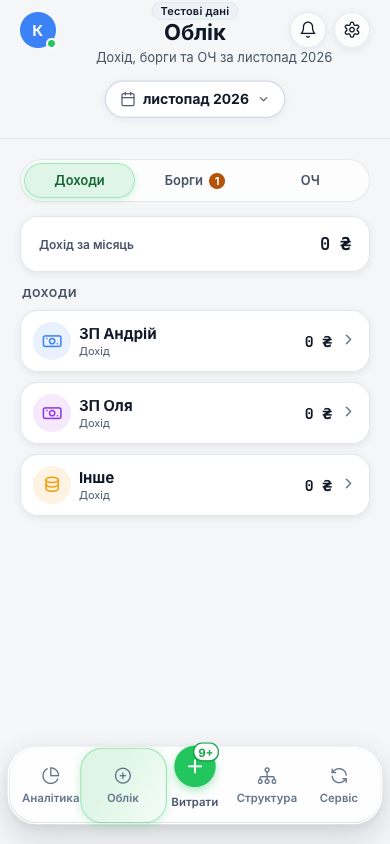 Тестові дані
К
Облік
Дохід, борги та ОЧ за листопад 2026
листопад 2026
Доходи
Борги 1
ОЧ
Дохід за місяць
0 ₴
доходи
ЗП Андрій
Дохід
0 ₴
ЗП Оля
Дохід
0 ₴
Інше
Дохід
0 ₴
9+
Аналітика
Облік
Витрати
Структура
Сервіс